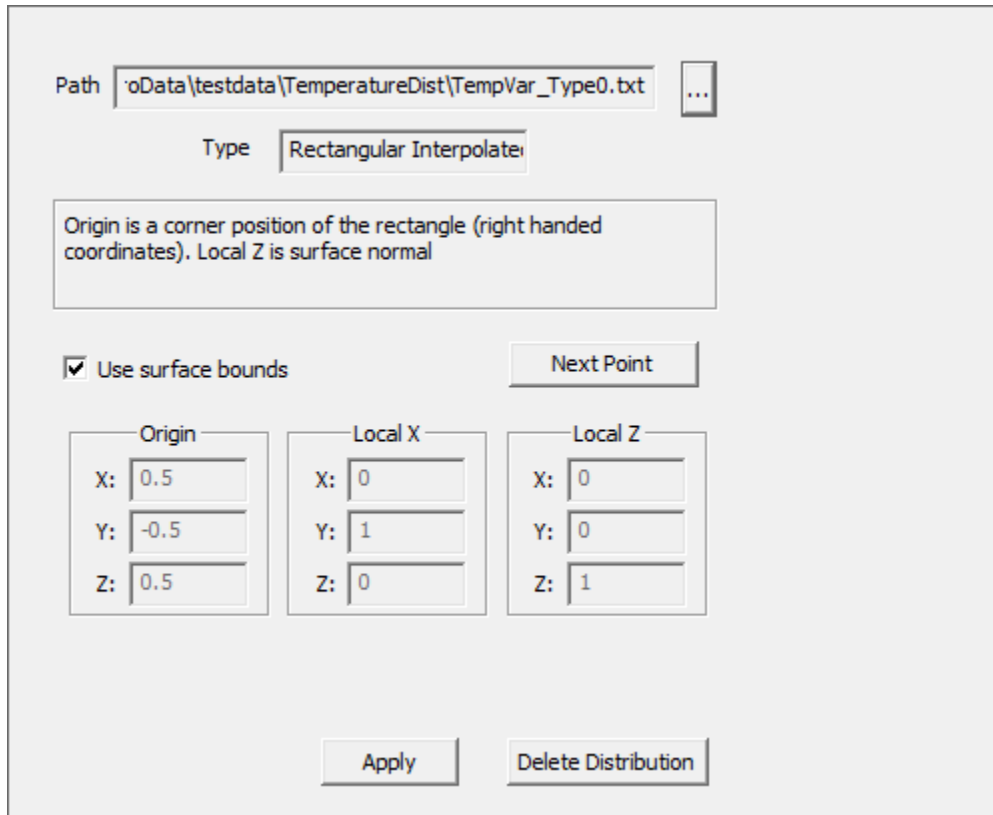 Path roData\testdata\TemperatureDist\TempVar_Type0.txt ...
Type Rectangular Interpolated
Origin is a corner position of the rectangle (right handed
coordinates). Local Z is surface normal
Use surface bounds Next Point
Origin Local X Local Z
X: 0.5 X: 0 X: 0
Y: -0.5 Y: 1 Y: 0
Z: 0.5 Z: 0 Z: 1
Apply Delete Distribution